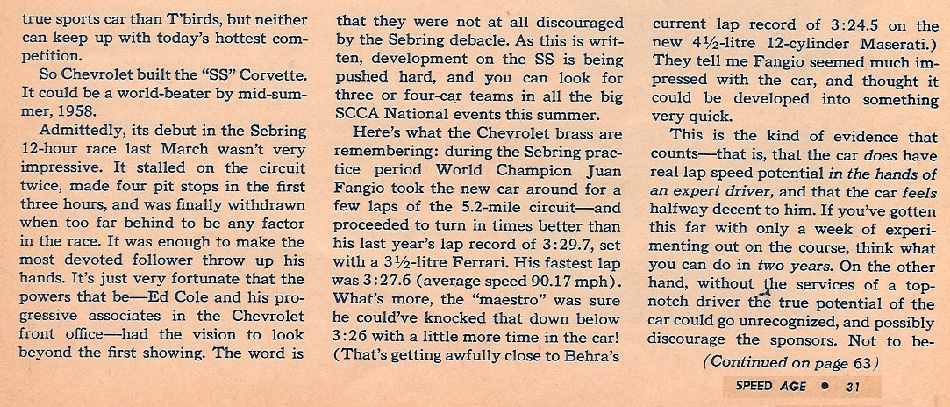 true sports car than T'birds, but neither
can keep up with today's hottest com-
petition.
So Chevrolet built the "SS" Corvette.
It could be a world-beater by mid-sum-
mer, 1958.
Admittedly, its debut in the Sebring
12-hour race last March wasn't very
impressive. It stalled on the circuit
twice, made four pit stops in the first
three hours, and was finally withdrawn
when too far behind to be any factor
in the race. It was enough to make the
most devoted follower throw up his
hands. It's just very fortunate that the
powers that be—Ed Cole and his pro-
gressive associates in the Chevrolet
front office—had the vision to look
beyond the first showing. The word is
that they were not at all discouraged
by the Sebring debacle. As this is writ-
ten, development on the SS is being
pushed hard, and you can look for
three or four-car teams in all the big
SCCA National events this summer.
Here's what the Chevrolet brass are
remembering: during the Sebring prac-
tice period World Champion Juan
Fangio took the new car around for a
few laps of the 5.2-mile circuit—and
proceeded to turn in times better than
his last year's lap record of 3:29.7, set
with a 3½-litre Ferrari. His fastest lap
was 3:27.6 (average speed 90.17 mph).
What's more, the "maestro" was sure
he could've knocked that down below
3:26 with a little more time in the car!
(That's getting awfully close to Behra's
current lap record of 3:24.5 on the
new 4½-litre 12-cylinder Maserati.)
They tell me Fangio seemed much im-
pressed with the car, and thought it
could be developed into something
very quick.
This is the kind of evidence that
counts—that is, that the car does have
real lap speed potential in the hands of
an expert driver, and that the car feels
halfway decent to him. If you've gotten
this far with only a week of experi-
menting out on the course, think what
you can do in two years. On the other
hand, without the services of a top-
notch driver the true potential of the
car could go unrecognized, and possibly
discourage the sponsors. Not to be-
(Continued on page 63)
SPEED AGE • 31